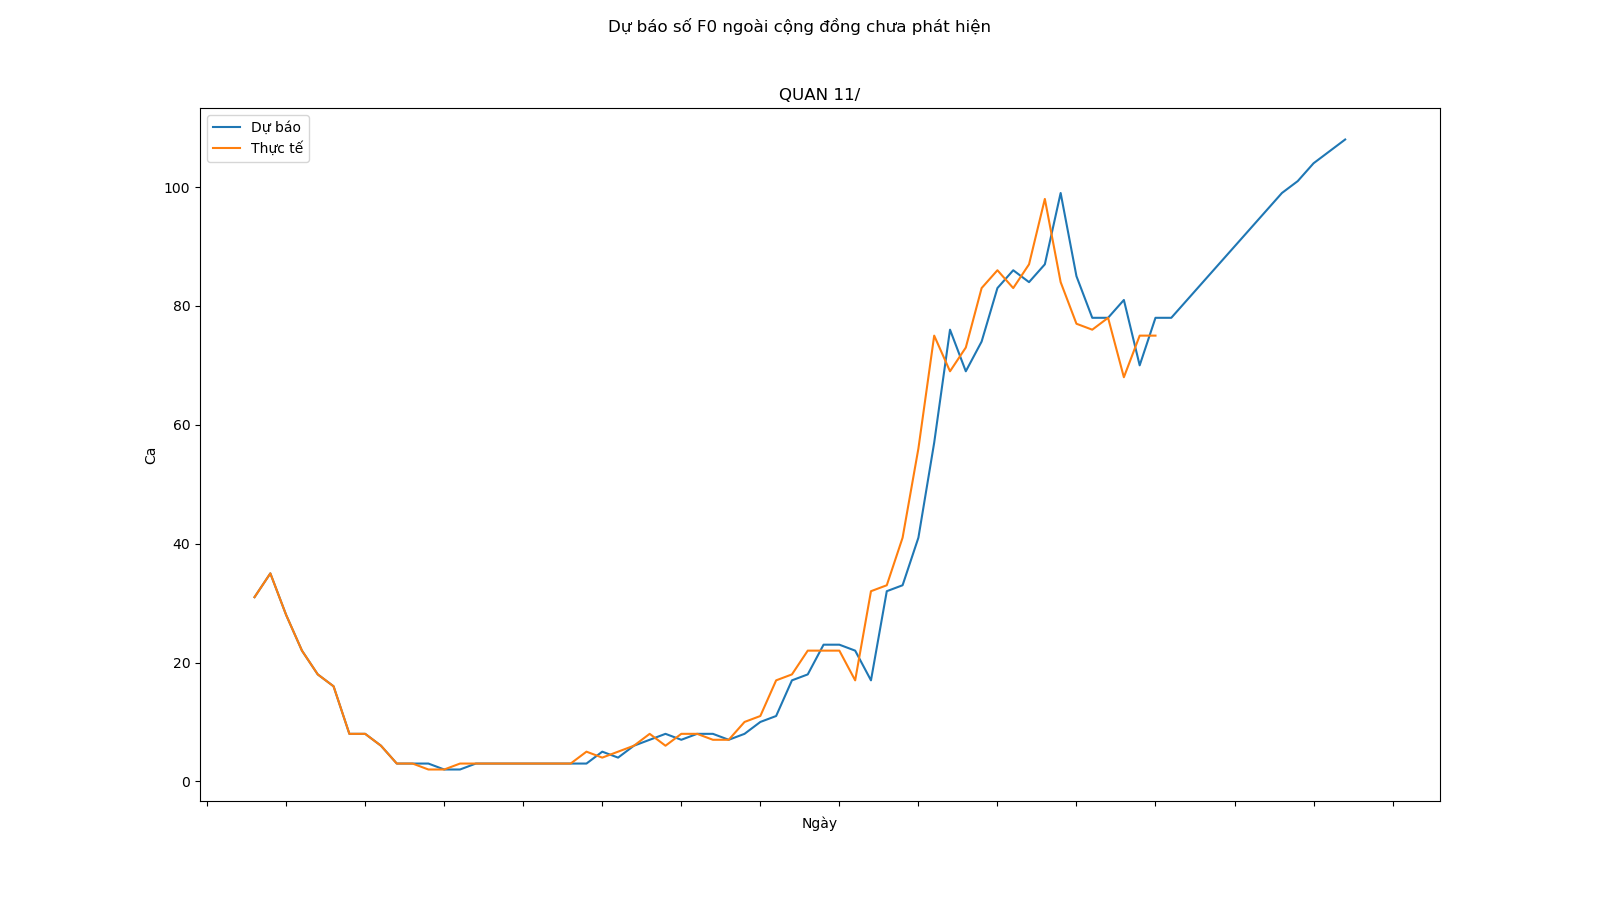 Dự báo số F0 ngoài cộng đồng chưa phát hiện
QUAN 11/
Dự báo
Thực tế
100
80
60
40
20
0
Ca
Ngày